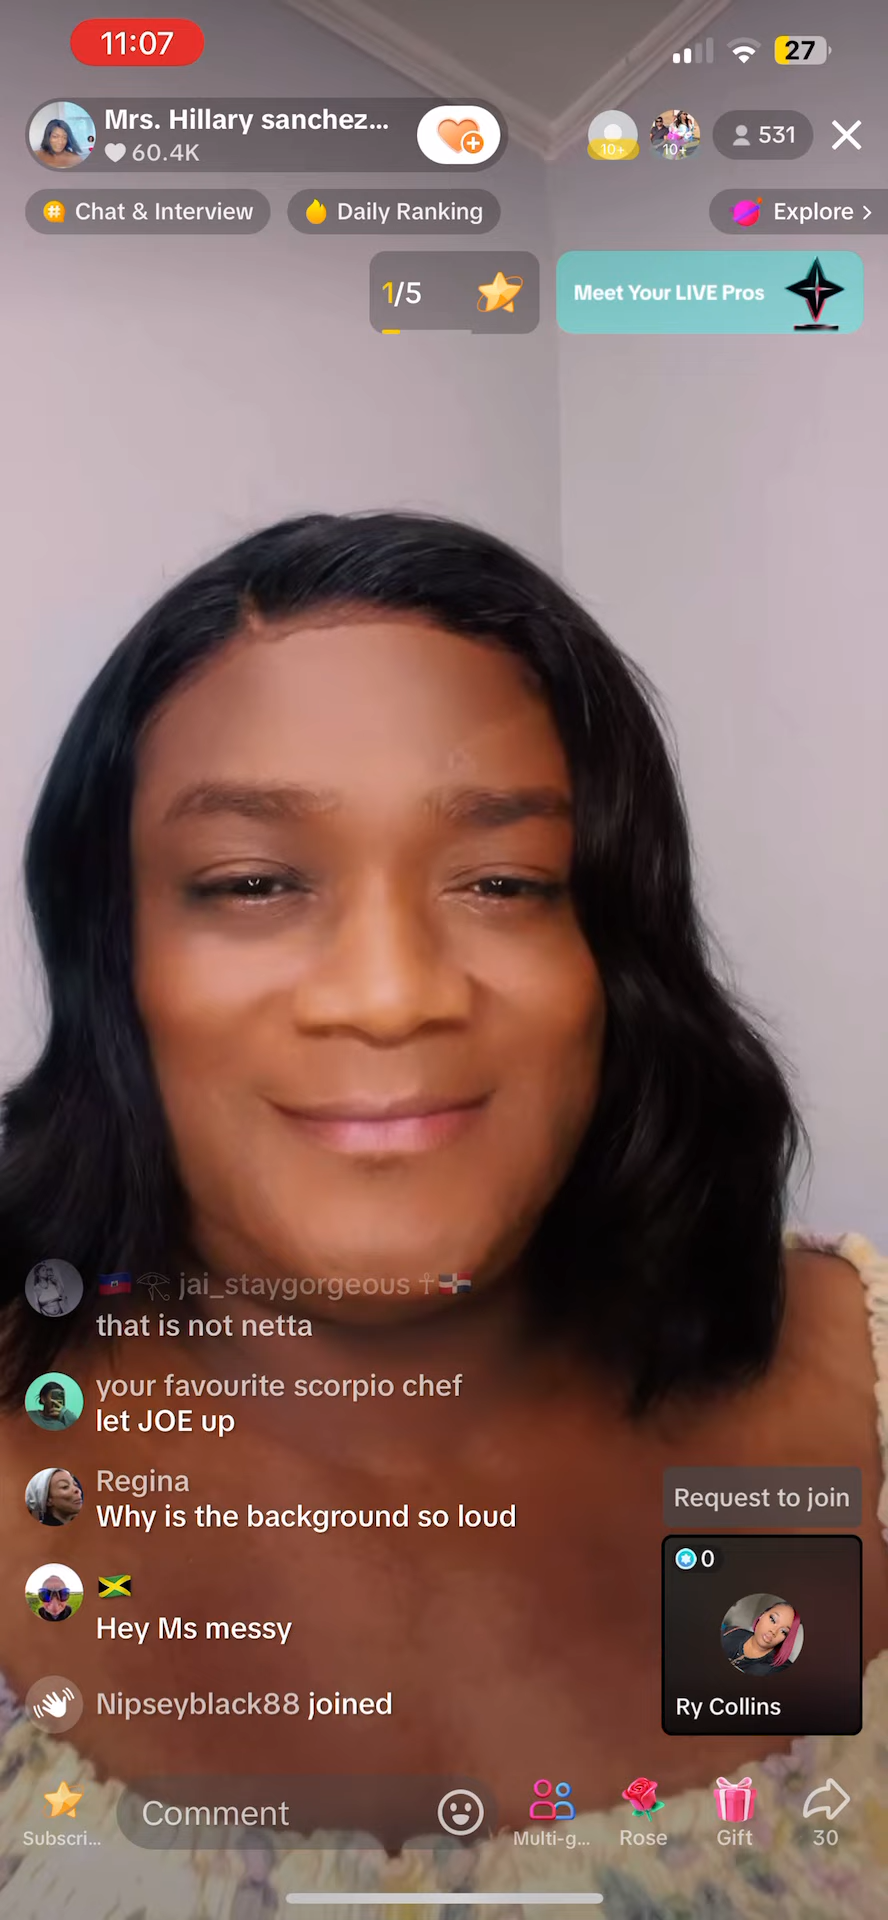 11:07
27
Mrs. Hillary sanchez...
60.4K
10+
10+
531
Chat & Interview
Daily Ranking
Explore >
1/5
Meet Your LIVE Pros
jai_staygorgeous
that is not netta
your favourite scorpio chef
let JOE up
Regina
Why is the background so loud
Hey Ms messy
Nipseyblack88 joined
Request to join
0
Ry Collins
Comment
Subscri...
Multi-g...
Rose
Gift
30